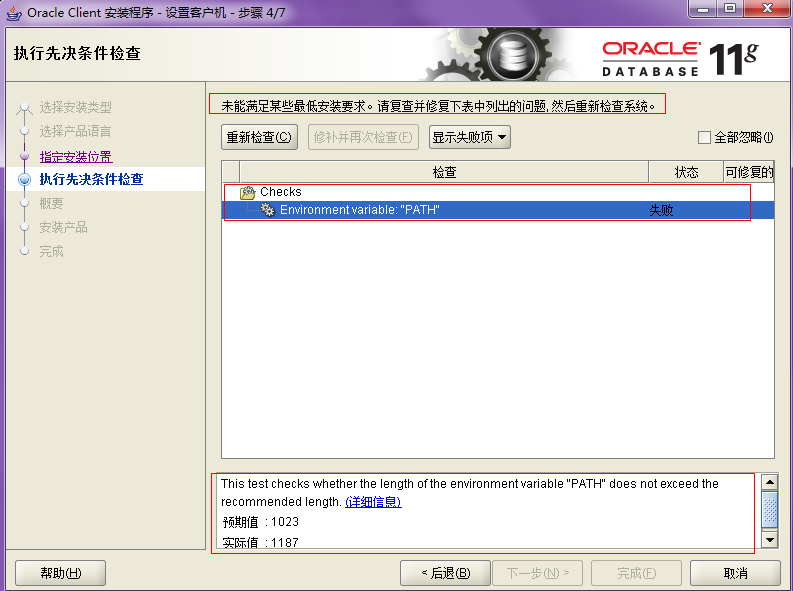 Oracle Client 安装程序 - 设置客户机 - 步骤 4/7
执行先决条件检查
ORACLE
DATABASE
11g
选择安装类型
选择产品语言
指定安装位置
执行先决条件检查
概要
安装产品
完成
未能满足某些最低安装要求。请复查并修复下表中列出的问题, 然后重新检查系统。
重新检查(C)
修补并再次检查(F)
显示失败项
全部忽略(I)
检查
状态
可修复的
Checks
Environment variable: "PATH"
失败
This test checks whether the length of the environment variable "PATH" does not exceed the
recommended length. (详细信息)
预期值 : 1023
实际值 : 1187
帮助(H)
< 后退(B)
下一步(N) >
完成(F)
取消